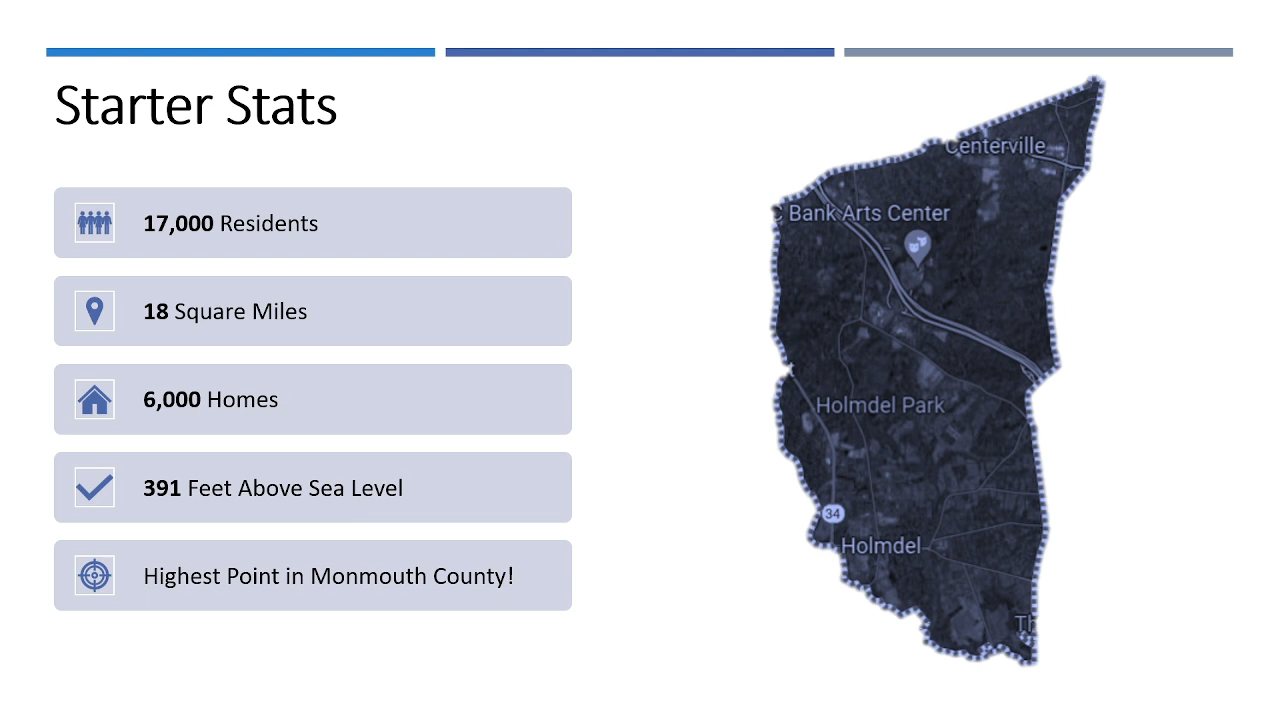 Starter Stats
17,000 Residents
18 Square Miles
6,000 Homes
391 Feet Above Sea Level
Highest Point in Monmouth County!
Centerville
C Bank Arts Center
Holmdel Park
34
Holmdel
Th